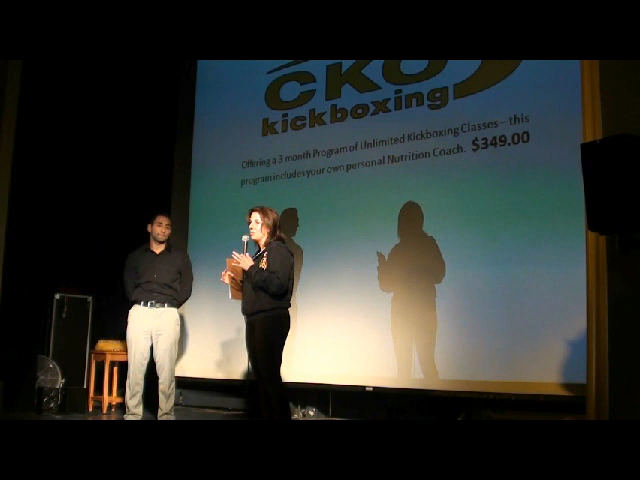 CKO
kickboxing
Offering a 3 month Program of Unlimited Kickboxing Classes – this
program includes your own personal Nutrition Coach. $349.00